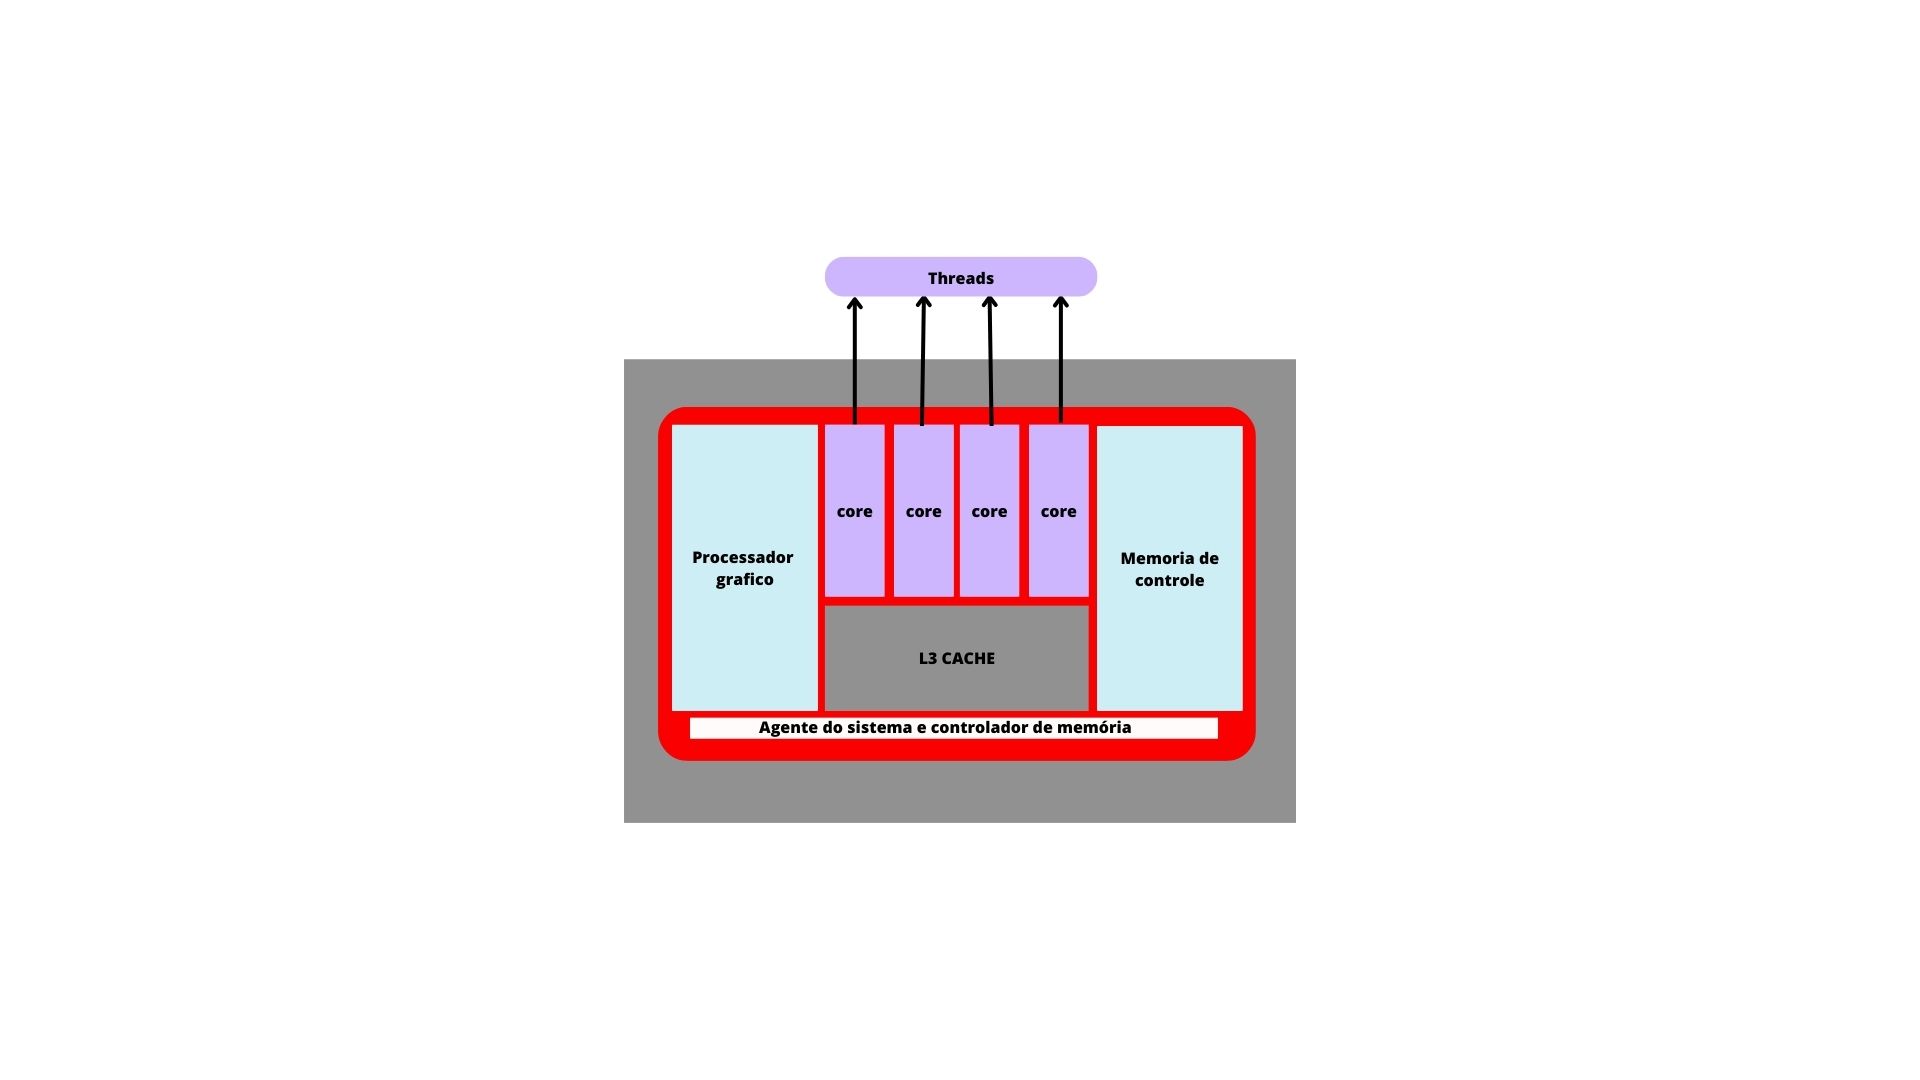 Threads
core
core
core
core
Processador
grafico
Memoria de
controle
L3 CACHE
Agente do sistema e controlador de memória